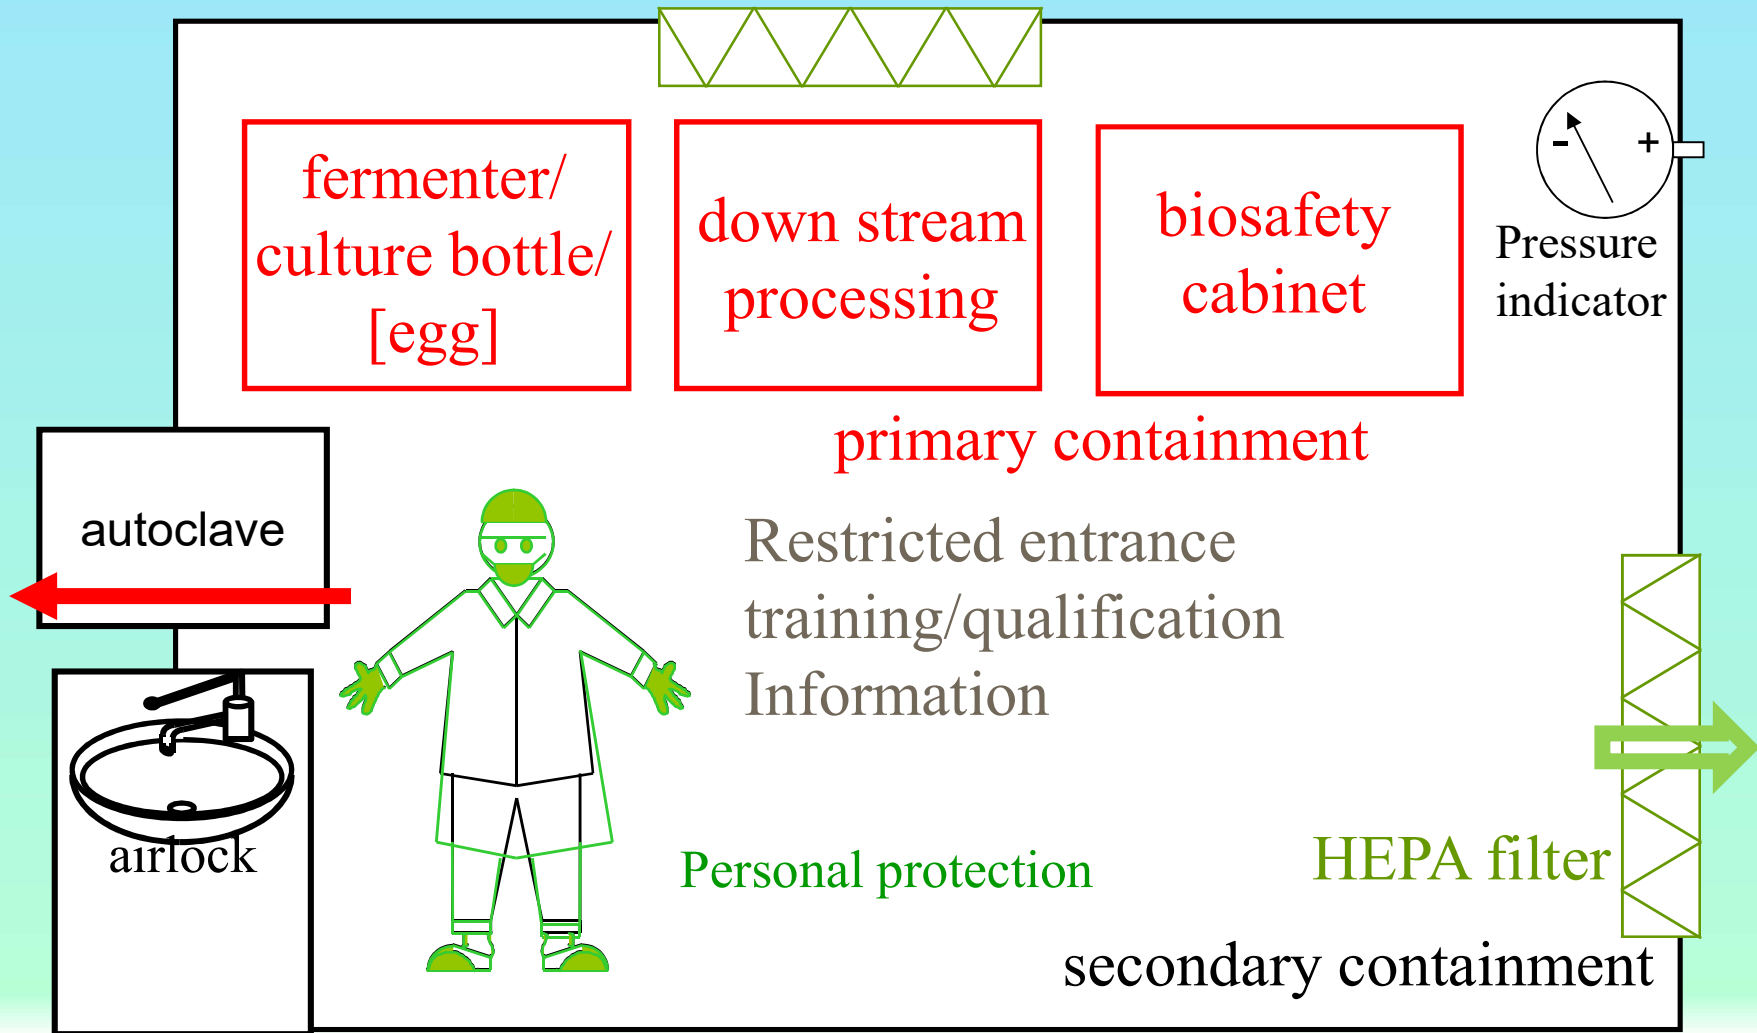 fermenter/
culture bottle/
[egg]
down stream
processing
biosafety
cabinet
- +
Pressure
indicator
primary containment
autoclave
Restricted entrance
training/qualification
Information
airlock
Personal protection
HEPA filter
secondary containment